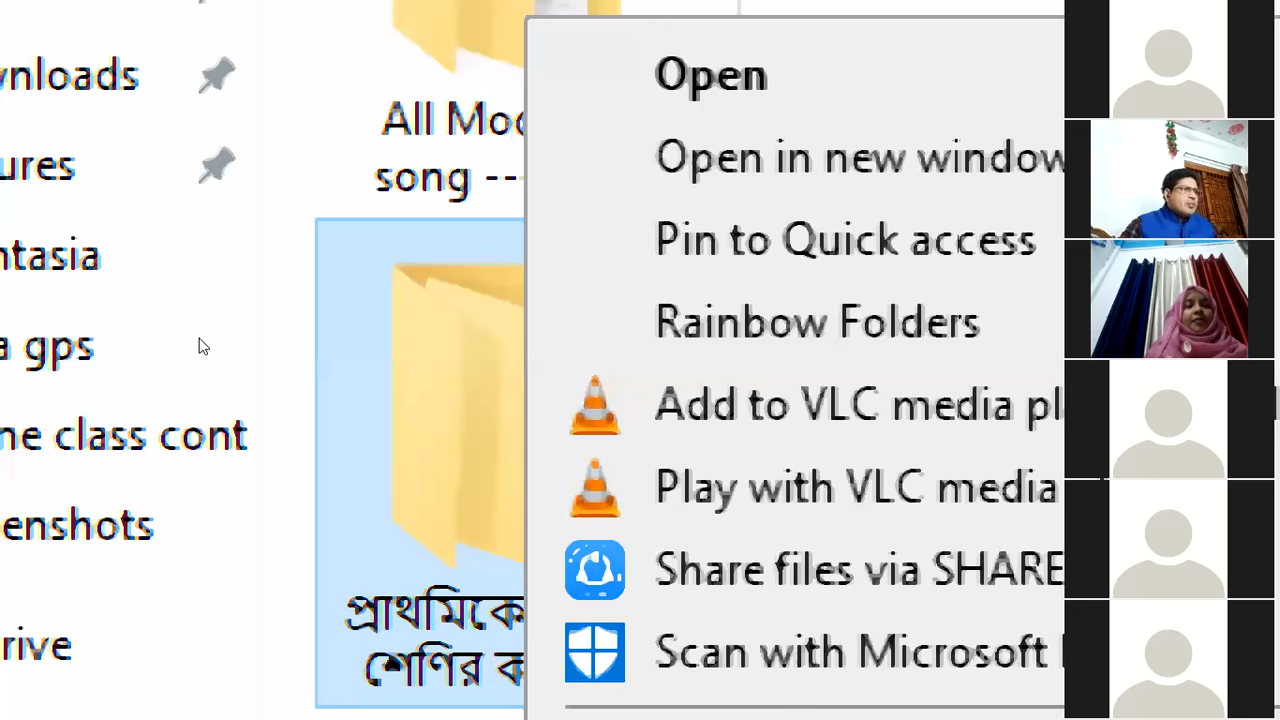 wnloads
ures
ntasia
a gps
ne class cont
enshots
rive
All Mod
song --
প্রাথমিকে
শেণির ক
Open
Open in new window
Pin to Quick access
Rainbow Folders
Add to VLC media pl
Play with VLC media
Share files via SHARE
Scan with Microsoft